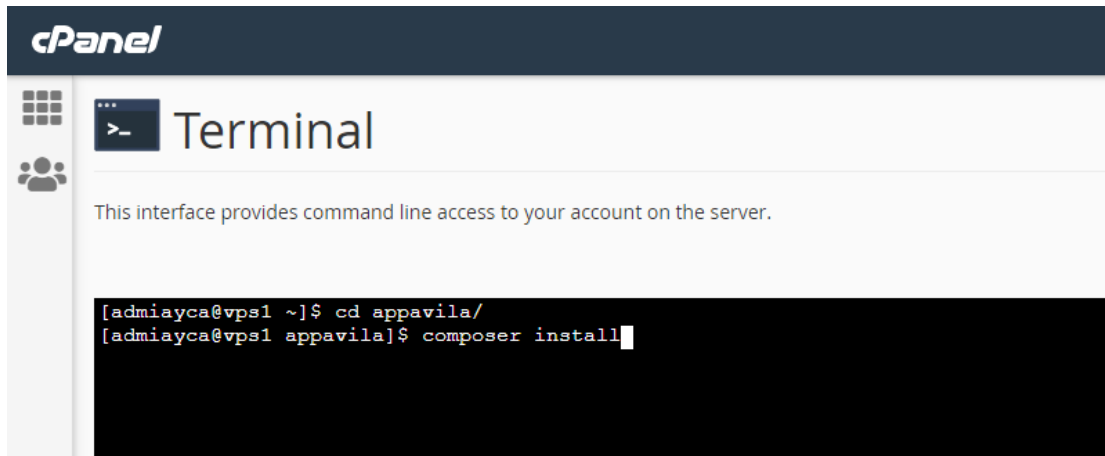 cPanel
>_ Terminal
This interface provides command line access to your account on the server.
[admiayca@vps1 ~]$ cd appavila/
[admiayca@vps1 appavila]$ composer install